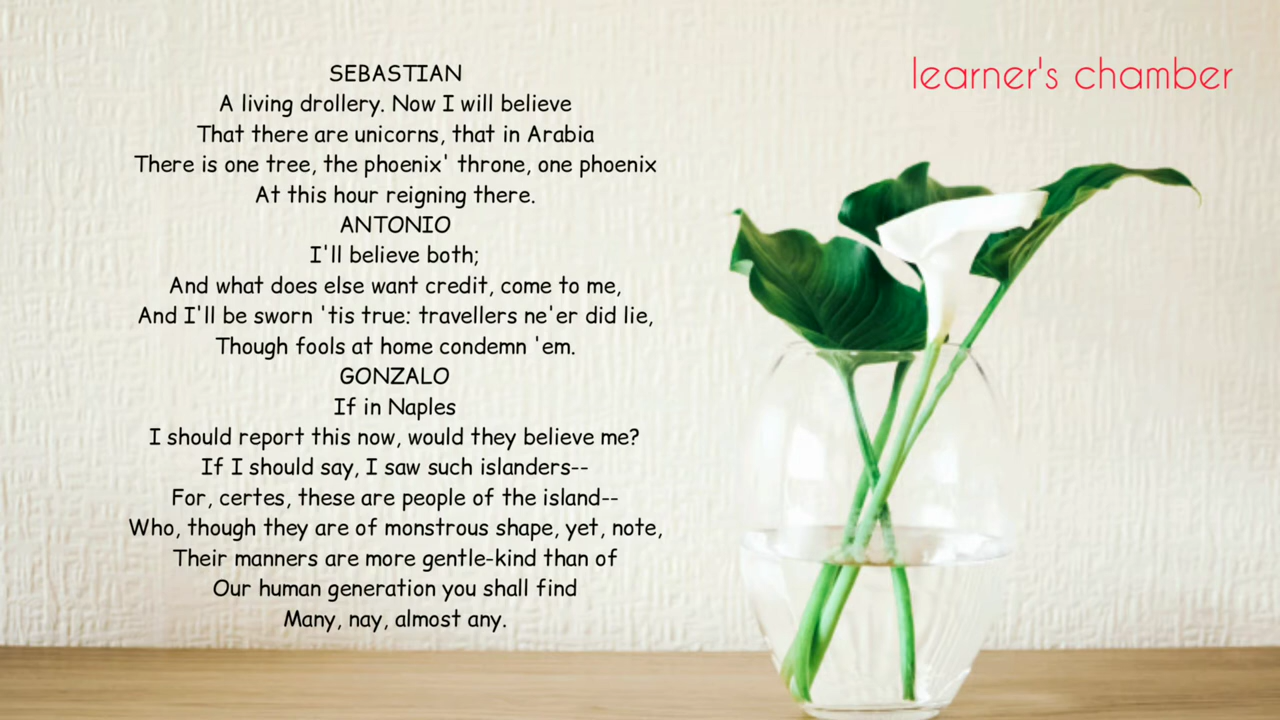 learner's chamber
SEBASTIAN
A living drollery. Now I will believe
That there are unicorns, that in Arabia
There is one tree, the phoenix' throne, one phoenix
At this hour reigning there.
ANTONIO
I'll believe both;
And what does else want credit, come to me,
And I'll be sworn 'tis true: travellers ne'er did lie,
Though fools at home condemn 'em.
GONZALO
If in Naples
I should report this now, would they believe me?
If I should say, I saw such islanders--
For, certes, these are people of the island--
Who, though they are of monstrous shape, yet, note,
Their manners are more gentle-kind than of
Our human generation you shall find
Many, nay, almost any.